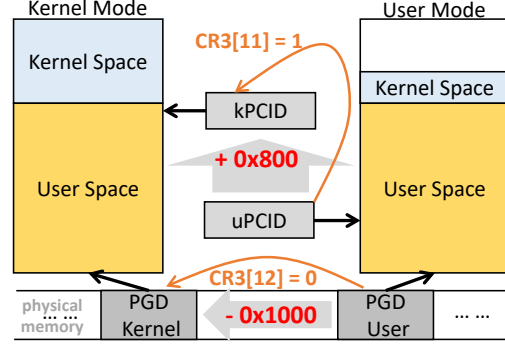 Kernel Mode
User Mode
CR3[11] = 1
Kernel Space
Kernel Space
kPCID
+ 0x800
User Space
User Space
uPCID
CR3[12] = 0
physical
memory
... ...
PGD
Kernel
- 0x1000
PGD
User
... ...